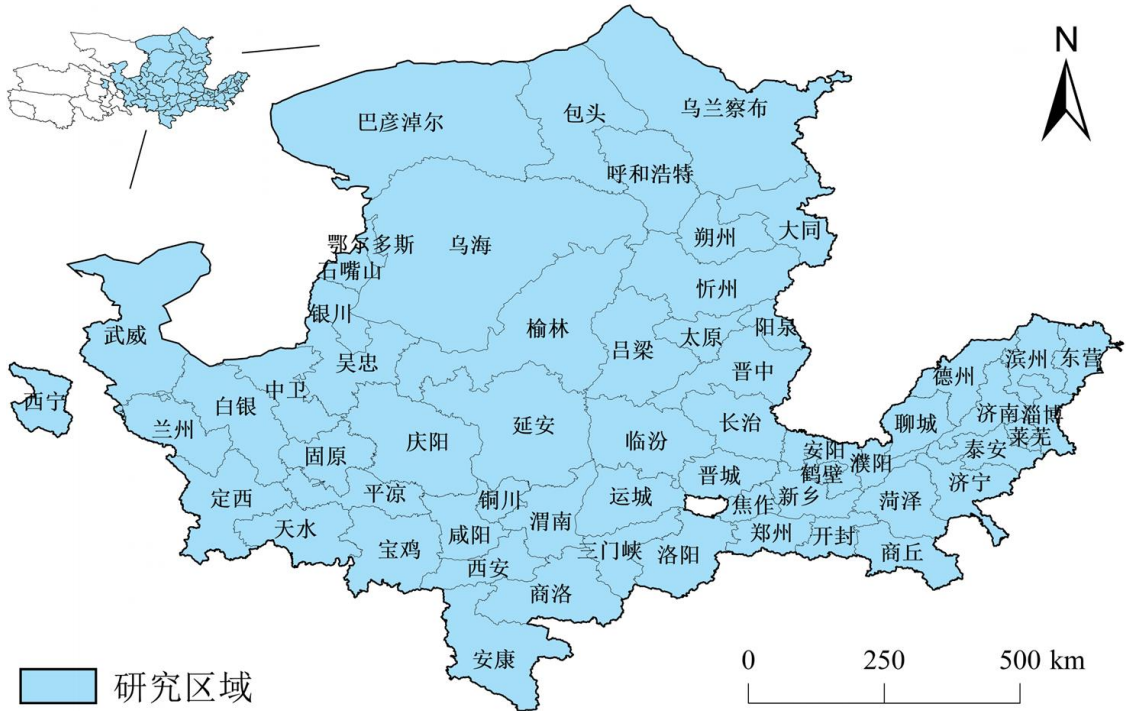 N
巴彦淖尔
包头
乌兰察布
呼和浩特
鄂尔多斯
乌海
朔州
大同
石嘴山
忻州
银川
武威
榆林
吕梁
太原
阳泉
吴忠
晋中
滨州
东营
西宁
中卫
德州
白银
兰州
庆阳
延安
临汾
长治
聊城
济南
淄博
莱芜
固原
安阳
濮阳
泰安
定西
平凉
铜川
运城
晋城
鹤壁
新乡
焦作
菏泽
济宁
天水
宝鸡
咸阳
渭南
三门峡
洛阳
郑州
开封
商丘
西安
商洛
安康
研究区域
0 250 500 km